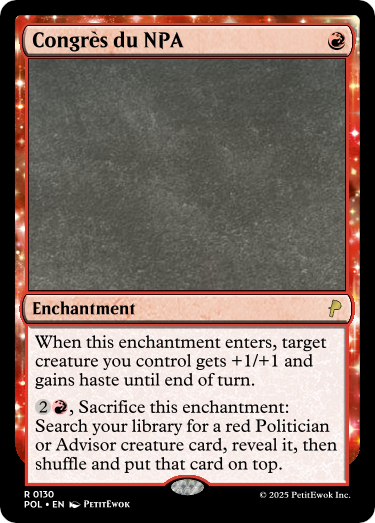 Congrès du NPA
Enchantment
When this enchantment enters, target
creature you control gets +1/+1 and
gains haste until end of turn.
2, Sacrifice this enchantment:
Search your library for a red Politician
or Advisor creature card, reveal it, then
shuffle and put that card on top.
R 0130
POL • EN PetitEwok
© 2025 PetitEwok Inc.